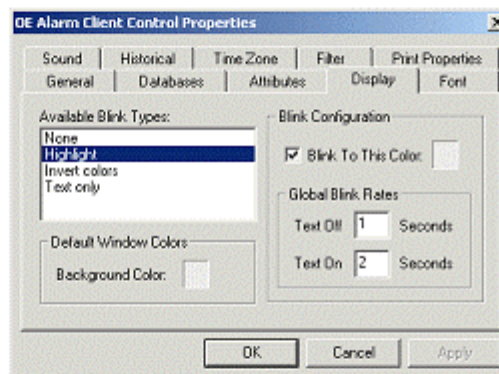 OE Alarm Client Control Properties
Sound Historical Time Zone Filter Print Properties
General Databases Attributes Display Font
Available Blink Types:
None
Highlight
Invert colors
Text only
Default Window Colors
Background Color:
Blink Configuration
Blink To This Color:
Global Blink Rates
Text Off 1 Seconds
Text On 2 Seconds
OK Cancel Apply